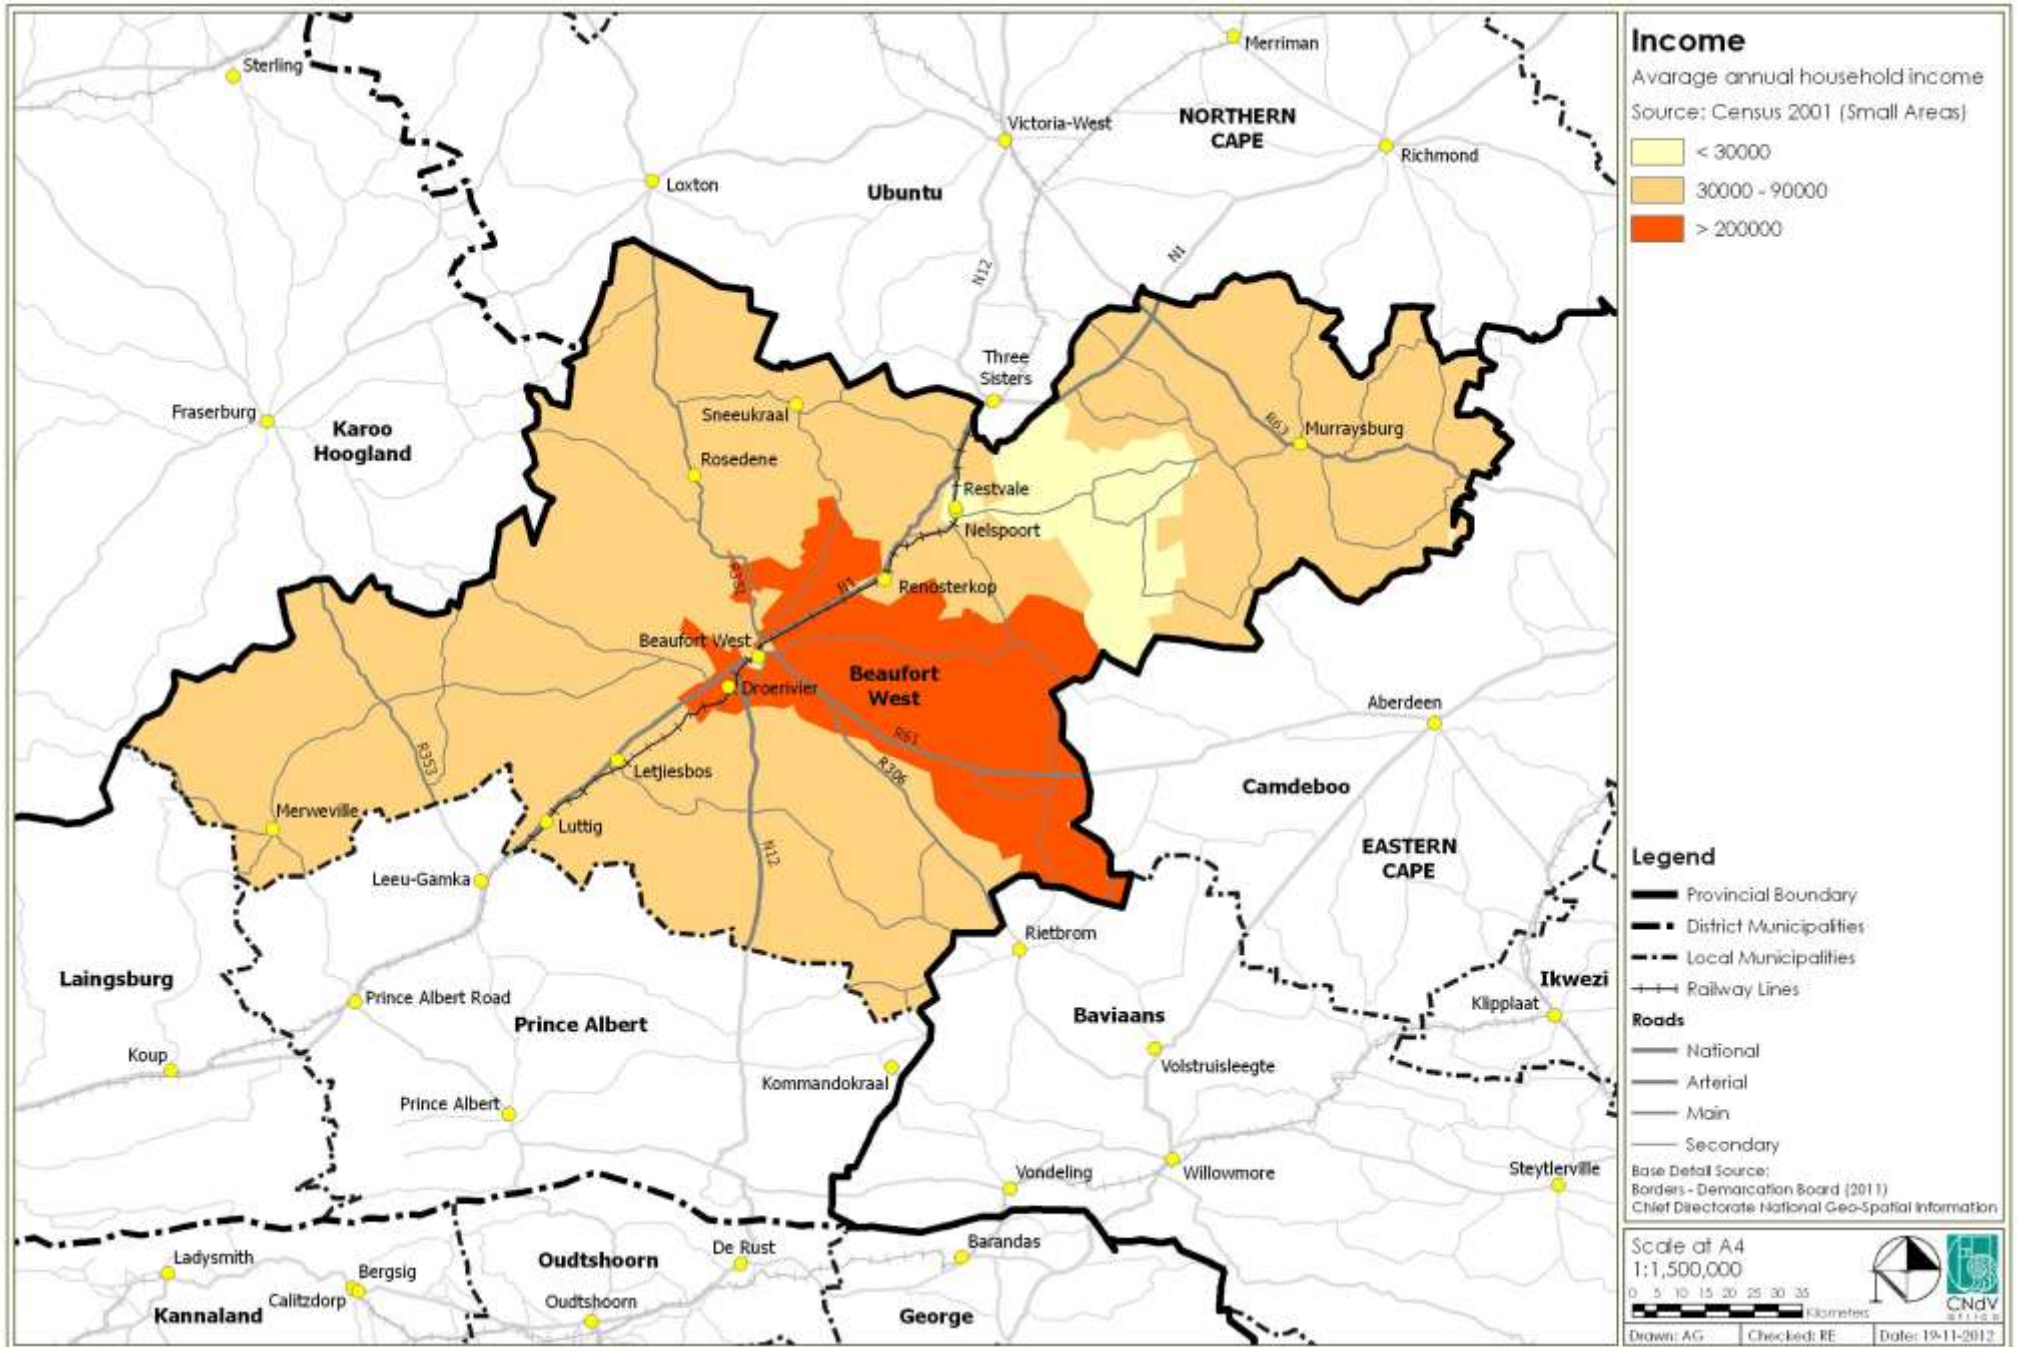 Sterling
Merriman
Victoria-West
NORTHERN
CAPE
Richmond
Loxton
Ubuntu
N12
N1
Three
Sisters
Fraserburg
Karoo
Hoogland
Sneeukraal
Rosedene
R63
Murraysburg
Restvale
Nelspoort
R381
R1
Renosterkop
Beaufort West
Beaufort
West
Droerivier
Aberdeen
R61
R306
R353
Letjiesbos
Camdeboo
Merweville
Luttig
N12
EASTERN
CAPE
Leeu-Gamka
Rietbrom
Laingsburg
Ikwezi
Klipplaat
Prince Albert Road
Prince Albert
Baviaans
Koup
Volstruisleegte
Kommandokraal
Prince Albert
Vondeling
Willowmore
Steytlerville
Ladysmith
Oudtshoorn
De Rust
Barandas
Bergsig
Calitzdorp
Kannaland
Oudtshoorn
George
Income
Avarage annual household income
Source: Census 2001 (Small Areas)
< 30000
30000 - 90000
> 200000
Legend
Provincial Boundary
District Municipalities
Local Municipalities
Railway Lines
Roads
National
Arterial
Main
Secondary
Base Detail Source:
Borders - Demarcation Board (2011)
Chief Directorate National Geo-Spatial Information
Scale at A4
1:1,500,000
0 5 10 15 20 25 30 35
Kilometers
CNdV
Drawn: AG Checked: RE Date: 19-11-2012